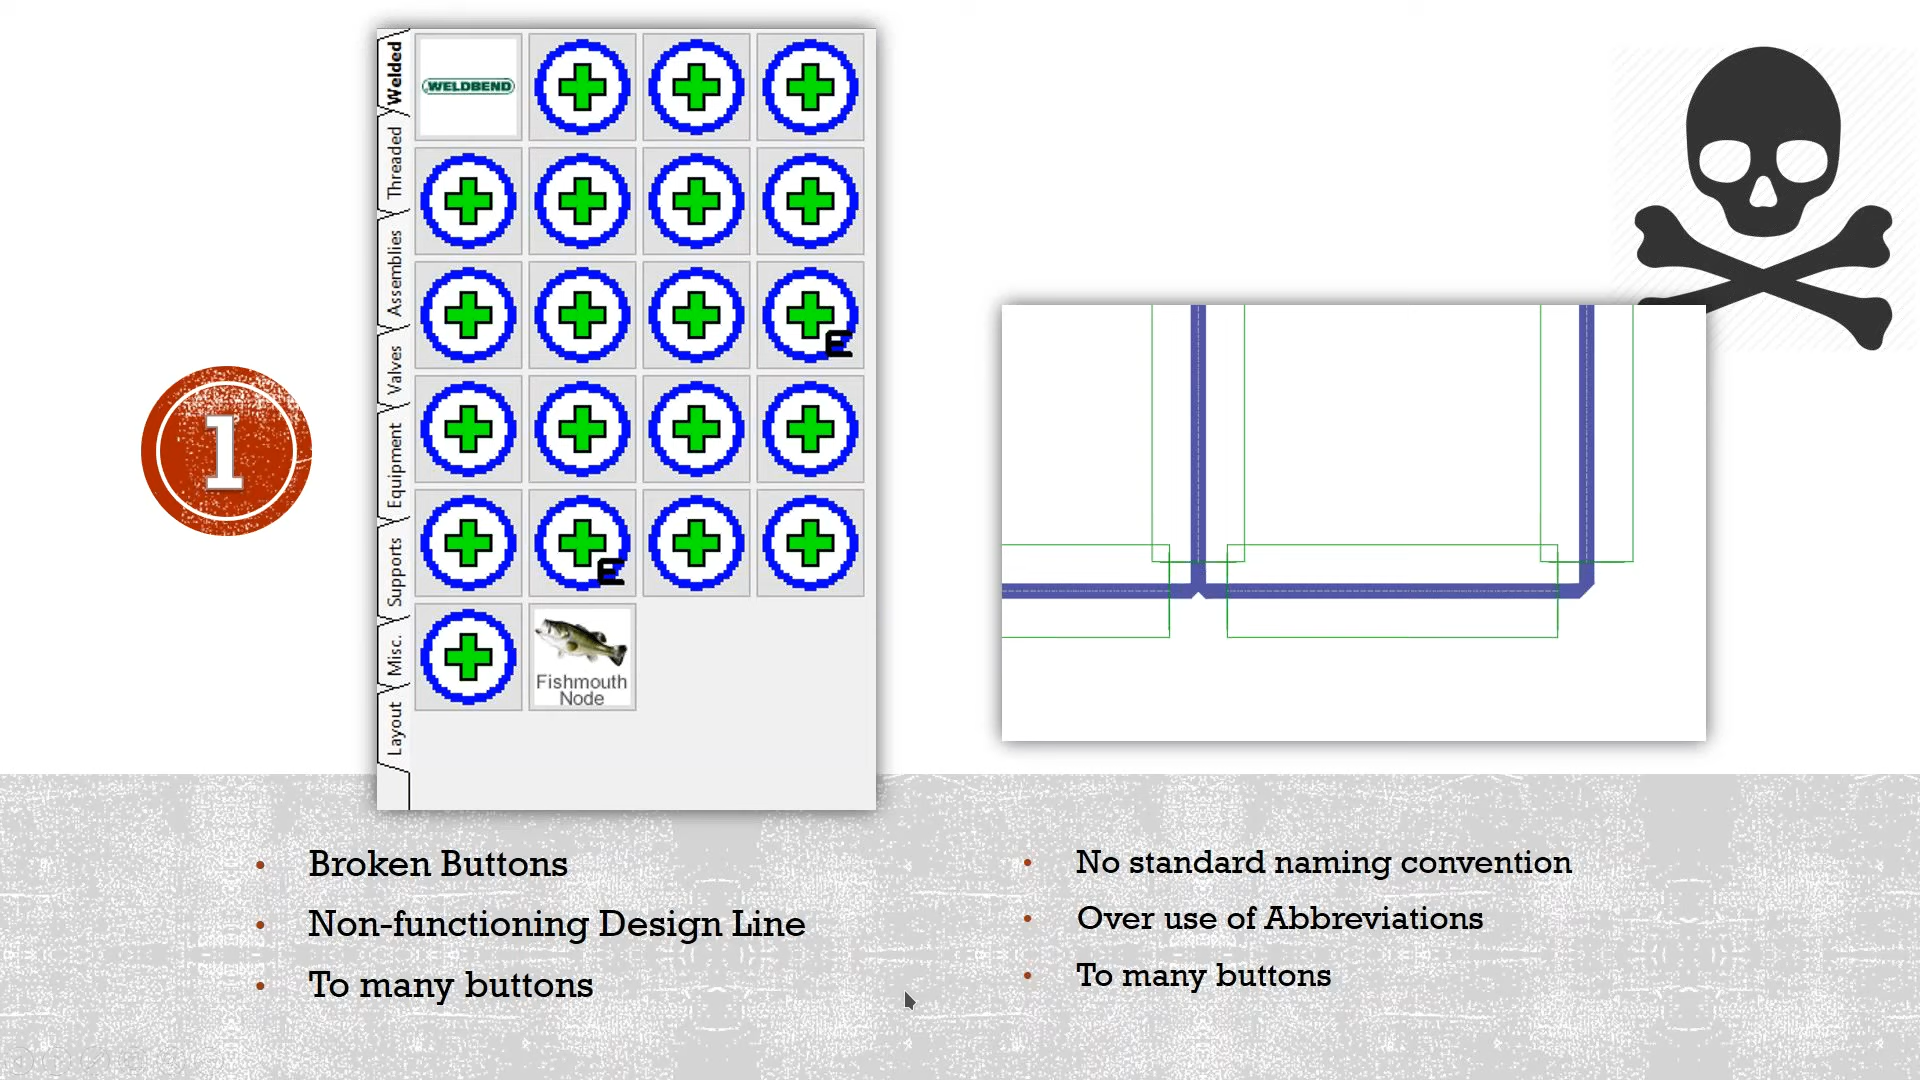 1
Welded
Threaded
Assemblies
Valves
Equipment
Supports
Misc.
Layout
WELDBEND
E
E
Fishmouth
Node
Broken Buttons
Non-functioning Design Line
To many buttons
No standard naming convention
Over use of Abbreviations
To many buttons